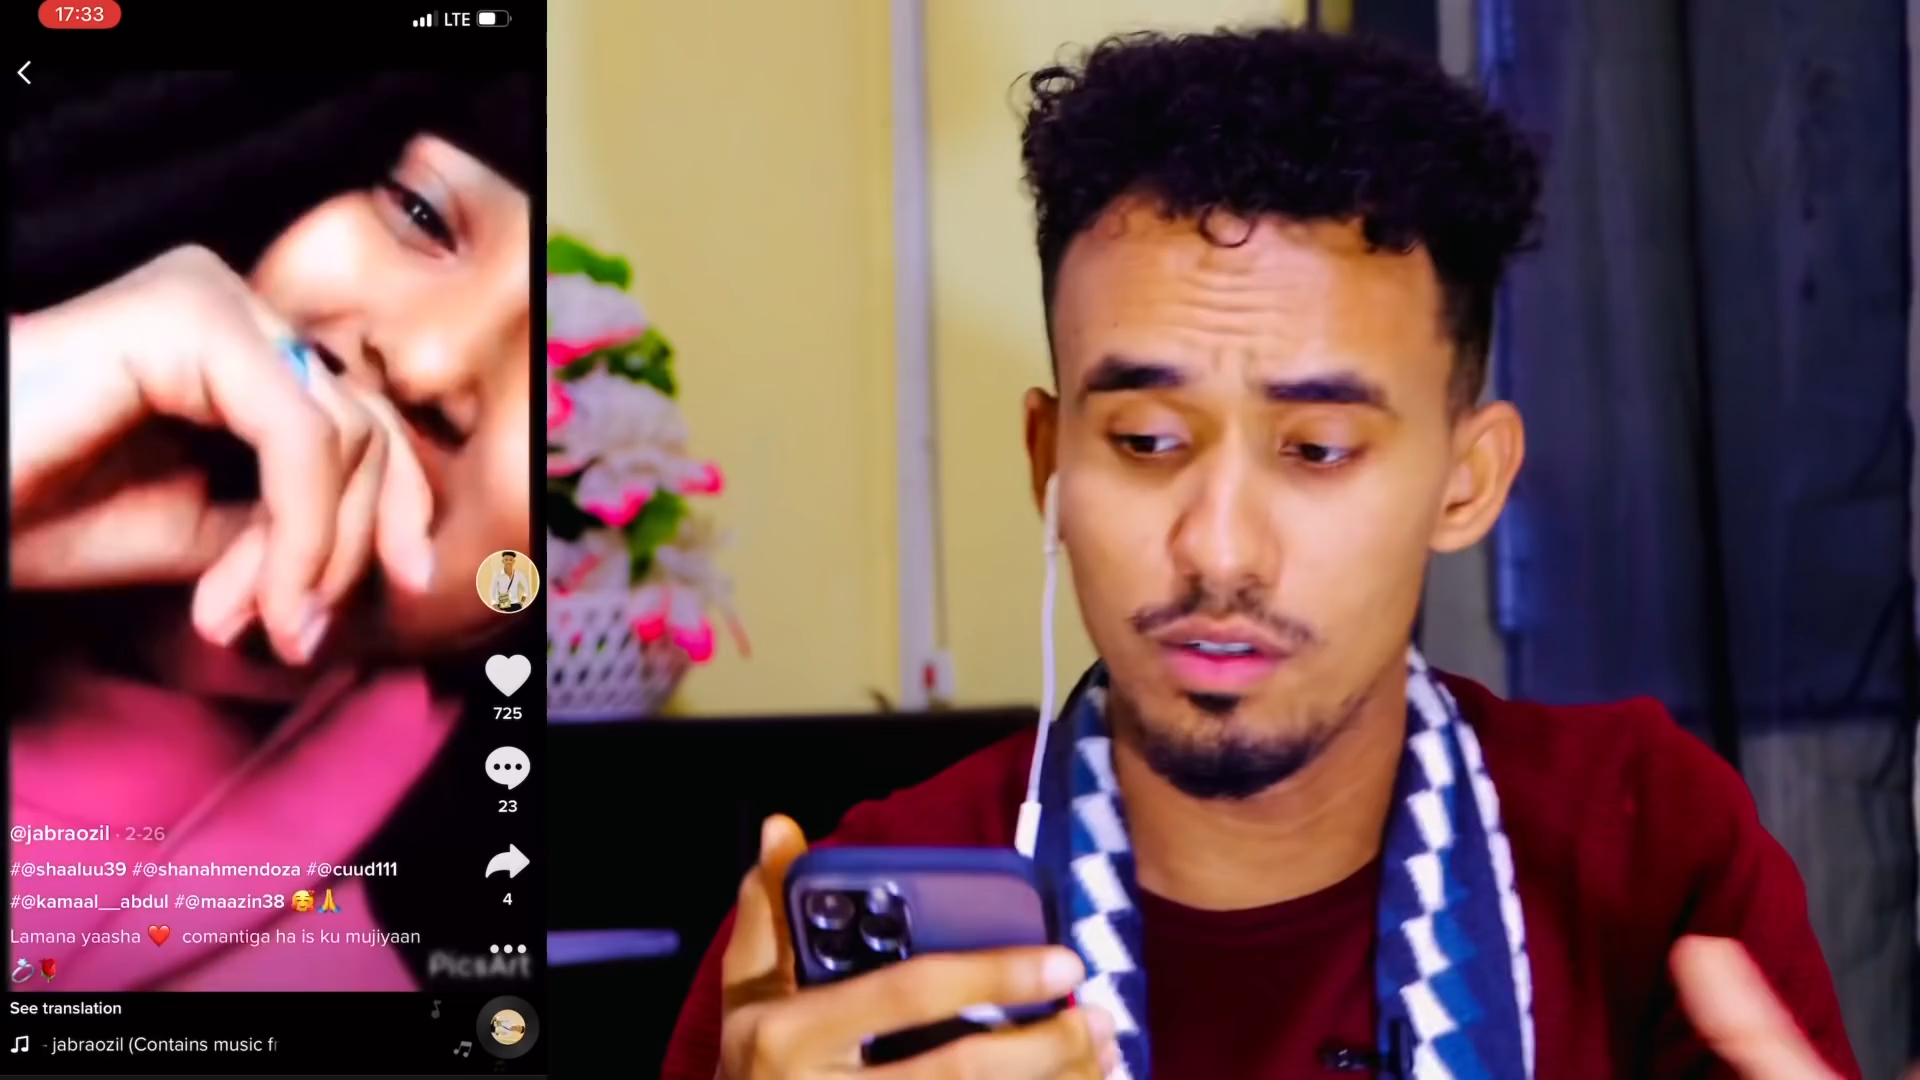 17:33
LTE
725
23
4
@jabraozil · 2-26
#@shaaluu39 #@shanahmendoza #@cuud111
#@kamaal__abdul #@maazin38 🥰🙏
Lamana yaasha ❤️ comantiga ha is ku mujiyaan
💍🌹
PicsArt
See translation
- jabraozil (Contains music